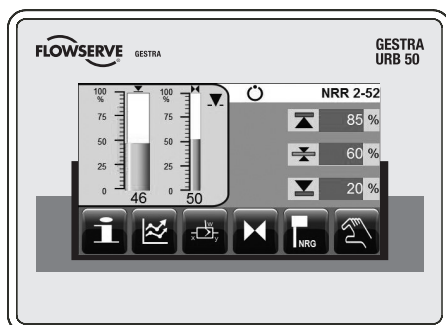 FLOWSERVE GESTRA
GESTRA
URB 50
100
%
75
50
25
0
46
100
%
75
50
25
0
50
NRR 2-52
85 %
60 %
20 %
i
x w y
NRG